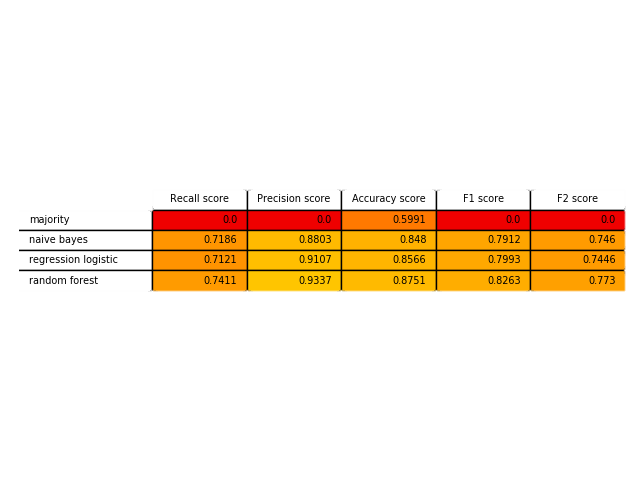 Recall score Precision score Accuracy score F1 score F2 score
majority 0.0 0.0 0.5991 0.0 0.0
naive bayes 0.7186 0.8803 0.848 0.7912 0.746
regression logistic 0.7121 0.9107 0.8566 0.7993 0.7446
random forest 0.7411 0.9337 0.8751 0.8263 0.773